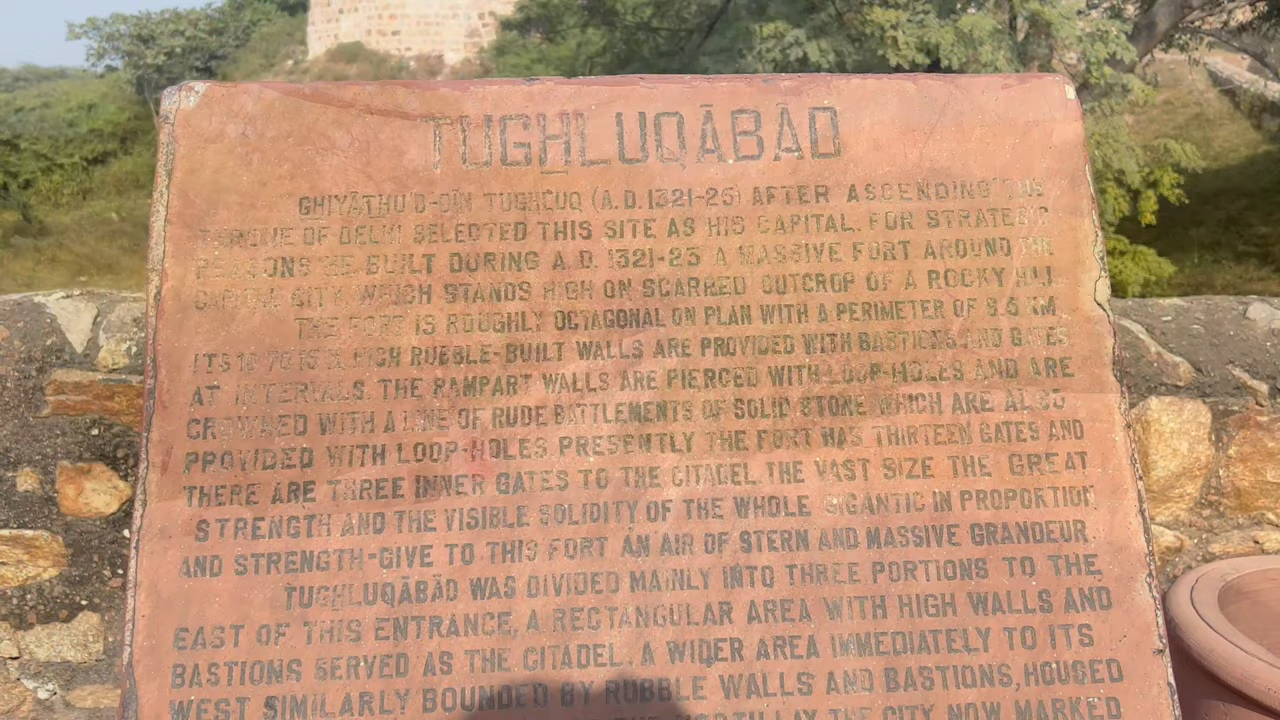 TUGHLUQĀBĀD
GHIYĀTHU'D-DĪN TUGHLUQ (A.D. 1321-25) AFTER ASCENDING THE
THRONE OF DELHI SELECTED THIS SITE AS HIS CAPITAL. FOR STRATEGIC
REASONS HE BUILT DURING A.D. 1321-23 A MASSIVE FORT AROUND THE
CAPITAL CITY, WHICH STANDS HIGH ON SCARRED OUTCROP OF A ROCKY HILL
THE FORT IS ROUGHLY OCTAGONAL ON PLAN WITH A PERIMETER OF 6.5 KM
ITS 10 TO 15 M HIGH RUBBLE-BUILT WALLS ARE PROVIDED WITH BASTIONS AND GATES
AT INTERVALS. THE RAMPART WALLS ARE PIERCED WITH LOOP-HOLES AND ARE
CROWNED WITH A LINE OF RUDE BATTLEMENTS OF SOLID STONE WHICH ARE ALSO
PROVIDED WITH LOOP-HOLES PRESENTLY THE FORT HAS THIRTEEN GATES AND
THERE ARE THREE INNER GATES TO THE CITADEL. THE VAST SIZE THE GREAT
STRENGTH AND THE VISIBLE SOLIDITY OF THE WHOLE GIGANTIC IN PROPORTION
AND STRENGTH-GIVE TO THIS FORT AN AIR OF STERN AND MASSIVE GRANDEUR.
TUGHLUQĀBĀD WAS DIVIDED MAINLY INTO THREE PORTIONS TO THE
EAST OF THIS ENTRANCE, A RECTANGULAR AREA WITH HIGH WALLS AND
BASTIONS SERVED AS THE CITADEL. A WIDER AREA IMMEDIATELY TO ITS
WEST SIMILARLY BOUNDED BY RUBBLE WALLS AND BASTIONS, HOUSED
THE NORTH LAY THE CITY NOW MARKED